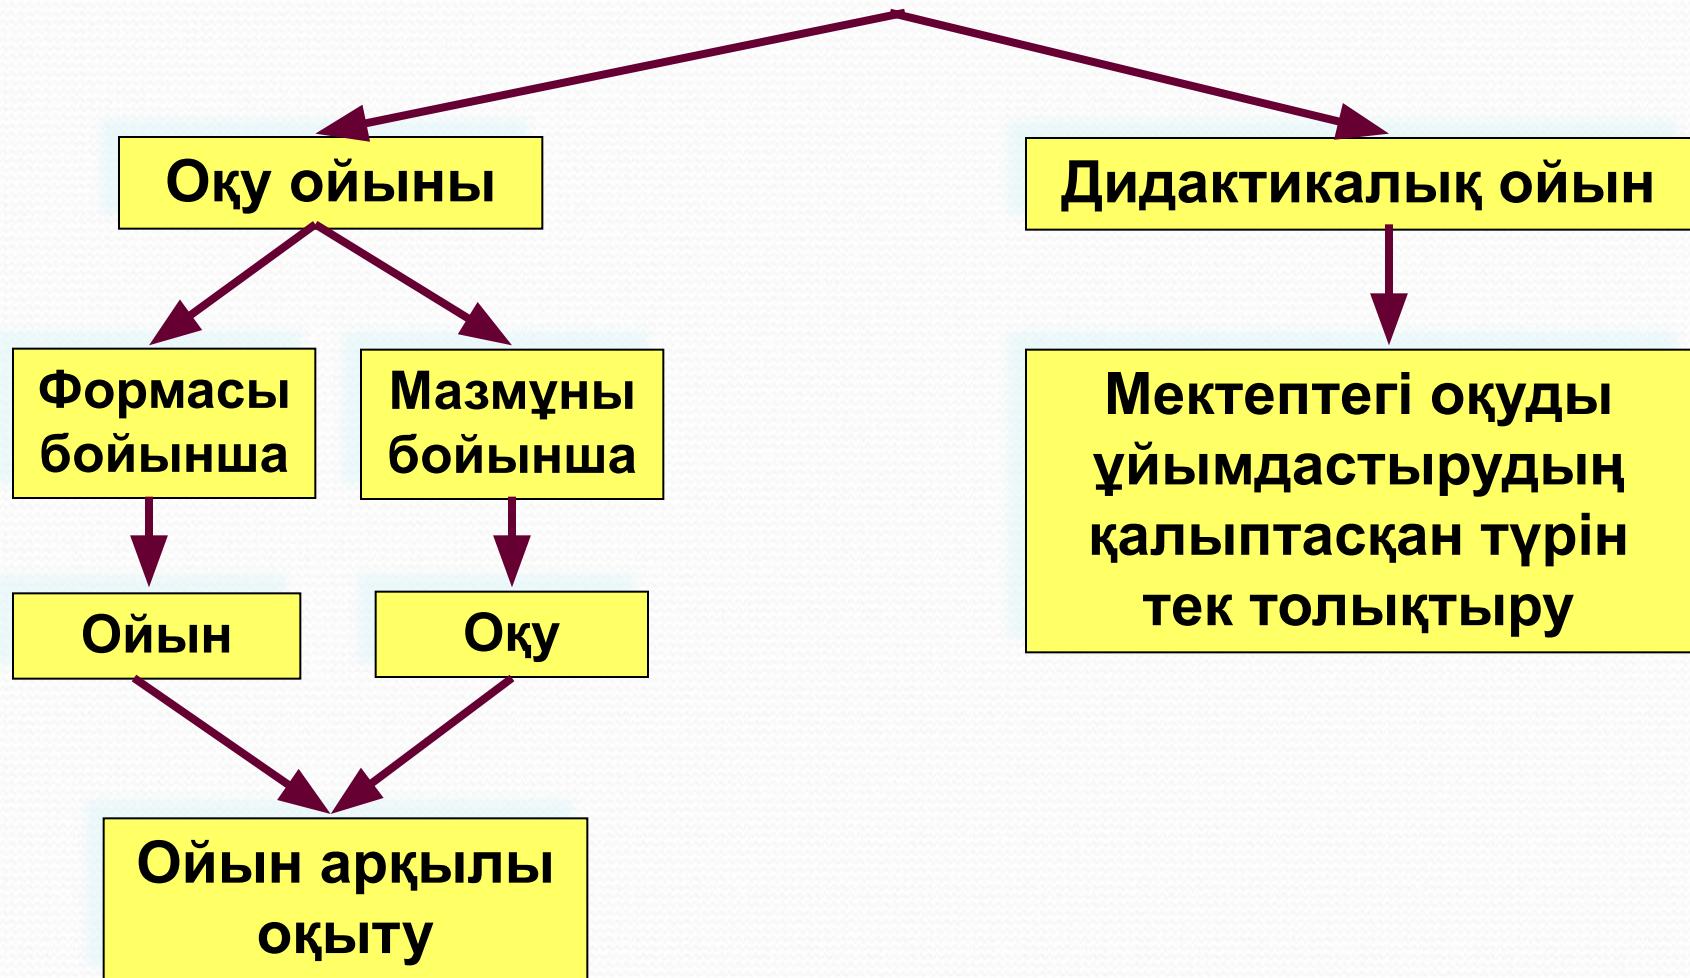 Оқу ойыны
Дидактикалық ойын
Формасы
бойынша
Мазмұны
бойынша
Мектептегі оқуды
ұйымдастырудың
қалыптасқан түрін
тек толықтыру
Ойын
Оқу
Ойын арқылы
оқыту